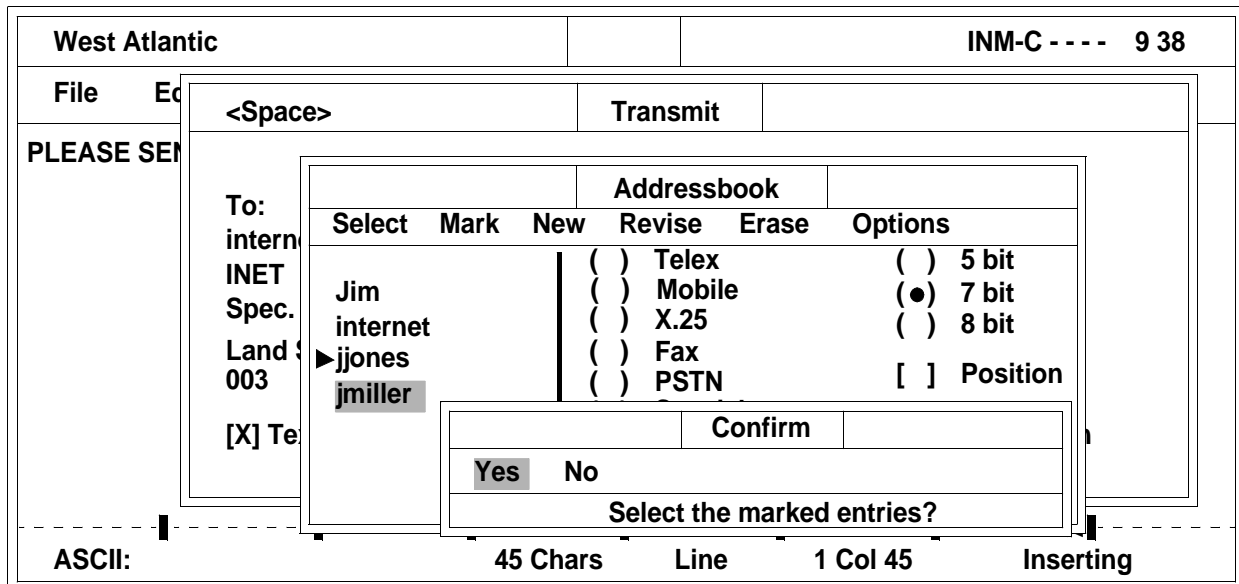 West Atlantic INM-C - - - - 9 38
File
<Space> Transmit
PLEASE
Addressbook
To:
Select Mark New Revise Erase Options
INET
Spec.
Land
003
[X]
Jim
internet
▶jjones
jmiller
( ) Telex
( ) Mobile
( ) X.25
( ) Fax
( ) PSTN
( ) 5 bit
(●) 7 bit
( ) 8 bit
[ ] Position
Confirm
Yes No
Select the marked entries?
ASCII: 45 Chars Line 1 Col 45 Inserting